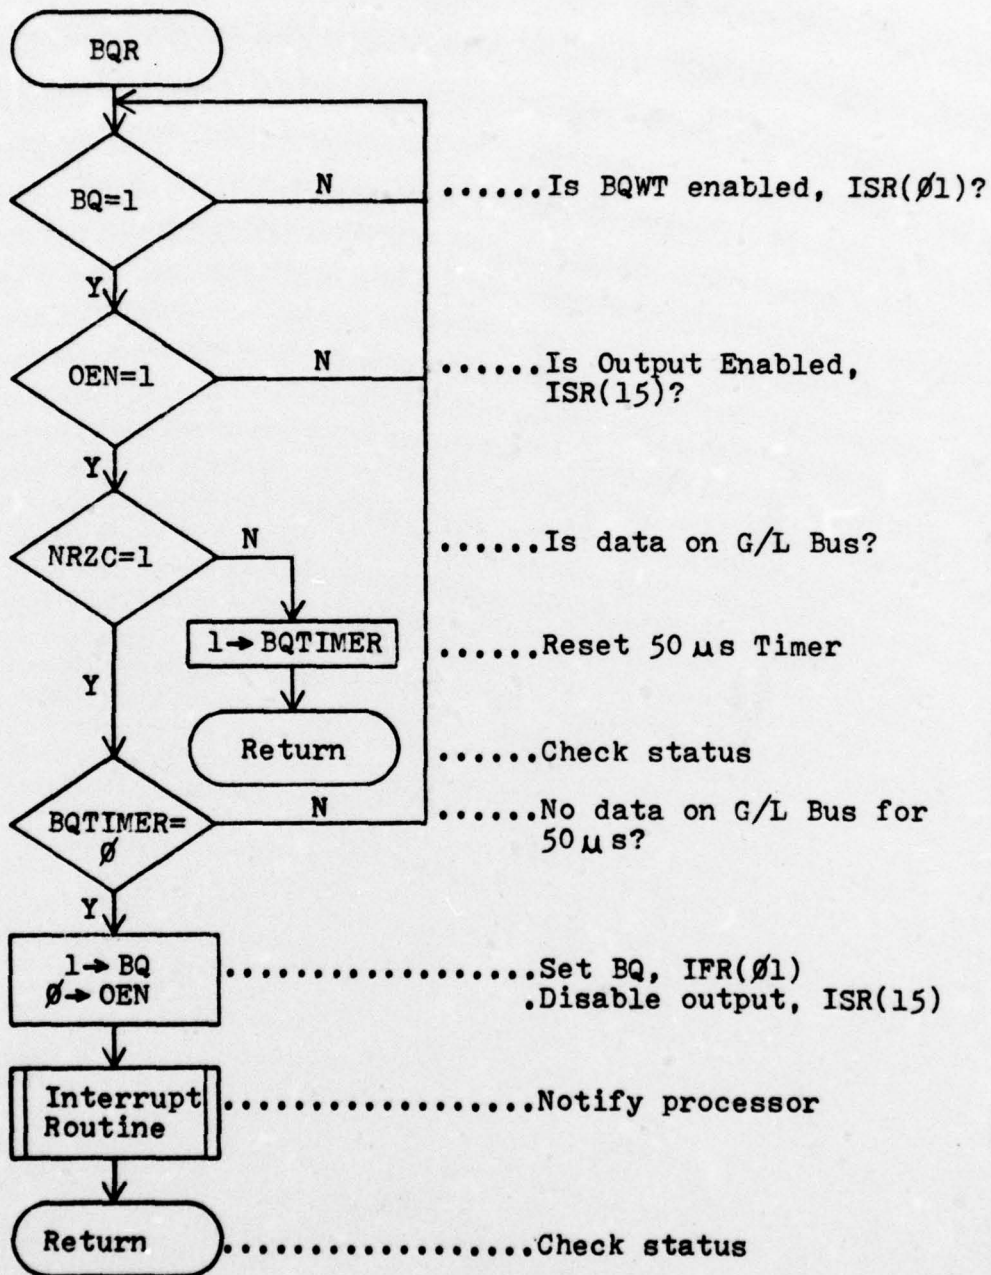 BQR
BQ=1
N
......Is BQWT enabled, ISR(Ø1)?
Y
OEN=1
N
......Is Output Enabled,
ISR(15)?
Y
NRZC=1
N
......Is data on G/L Bus?
1→BQTIMER
......Reset 50 μs Timer
Y
Return
......Check status
BQTIMER=
Ø
N
......No data on G/L Bus for
50 μs?
Y
1→BQ
Ø→OEN
..................Set BQ, IFR(Ø1)
.Disable output, ISR(15)
Interrupt
Routine
..................Notify processor
Return
..................Check status